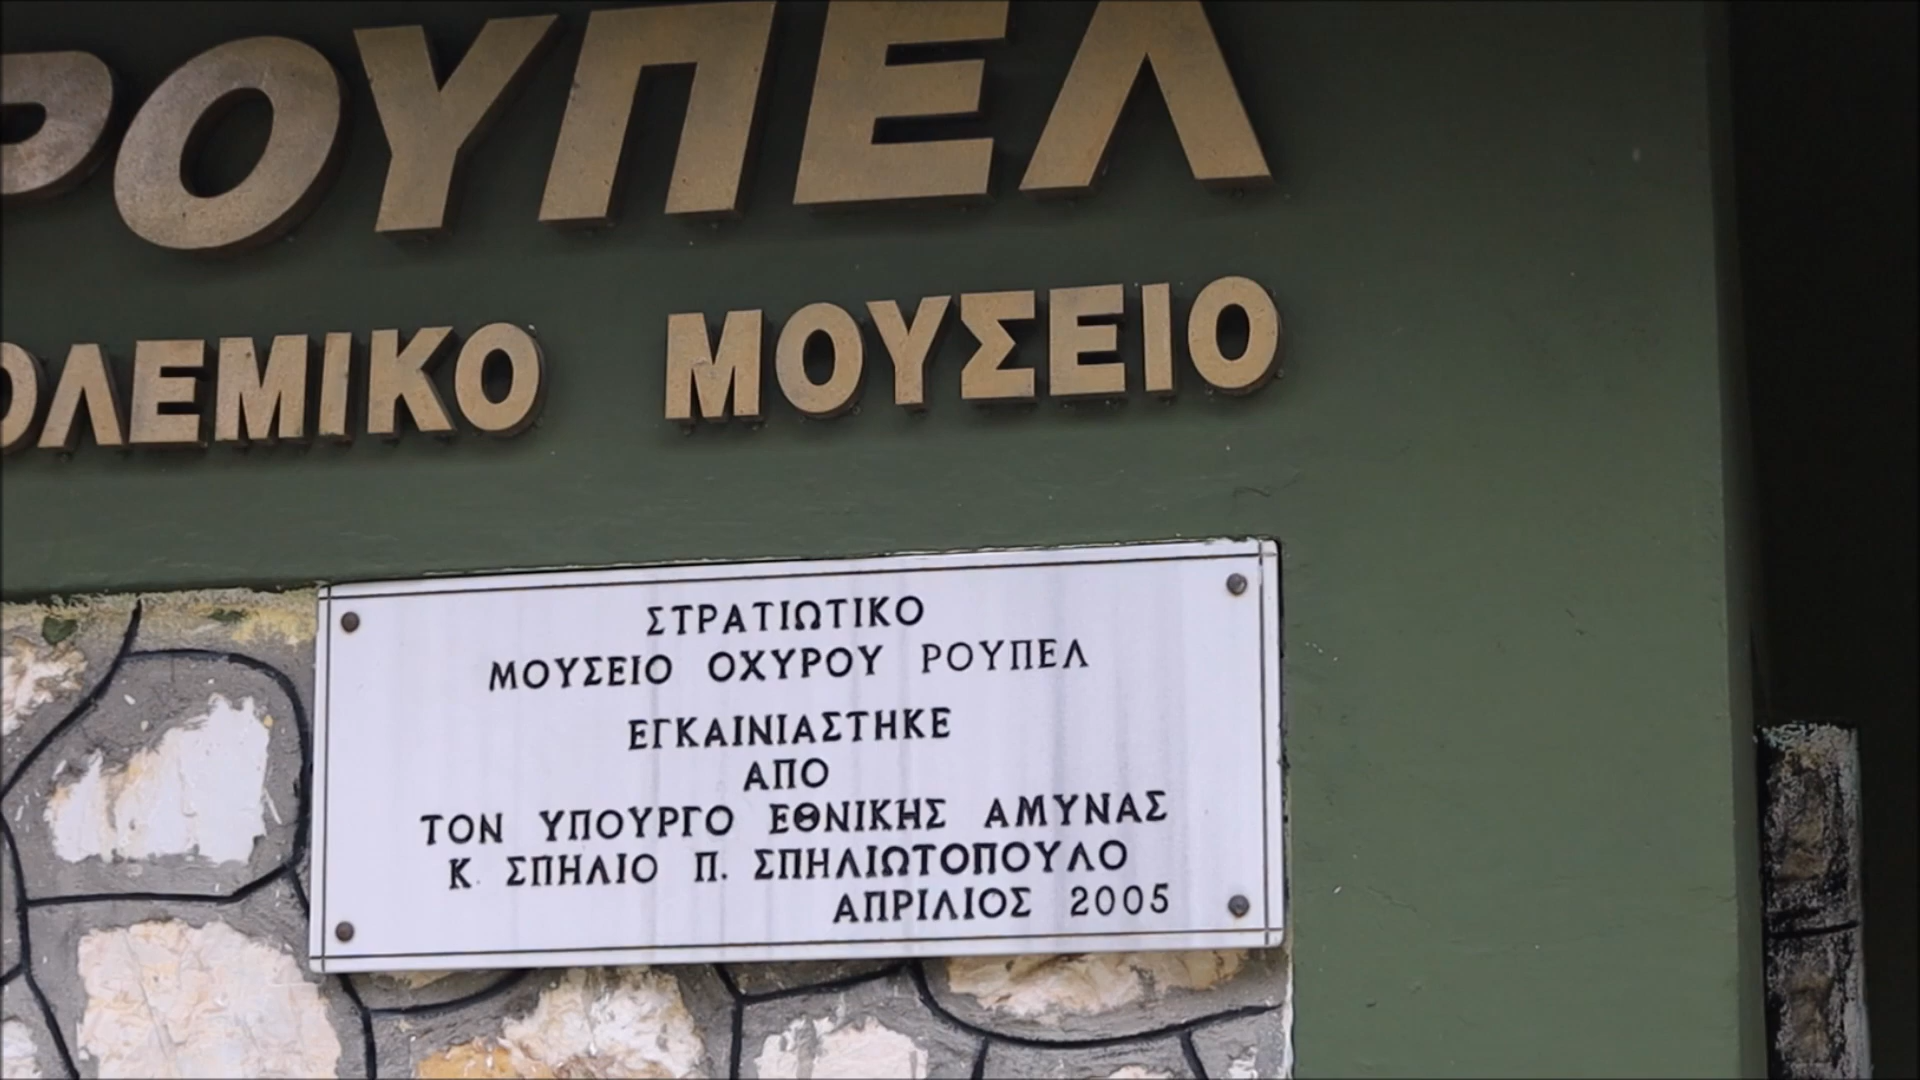 ΡΟΥΠΕΛ
ΟΛΕΜΙΚΟ ΜΟΥΣΕΙΟ
ΣΤΡΑΤΙΩΤΙΚΟ
ΜΟΥΣΕΙΟ ΟΧΥΡΟΥ ΡΟΥΠΕΛ
ΕΓΚΑΙΝΙΑΣΤΗΚΕ
ΑΠΟ
ΤΟΝ ΥΠΟΥΡΓΟ ΕΘΝΙΚΗΣ ΑΜΥΝΑΣ
Κ. ΣΠΗΛΙΟ Π. ΣΠΗΛΙΩΤΟΠΟΥΛΟ
ΑΠΡΙΛΙΟΣ 2005